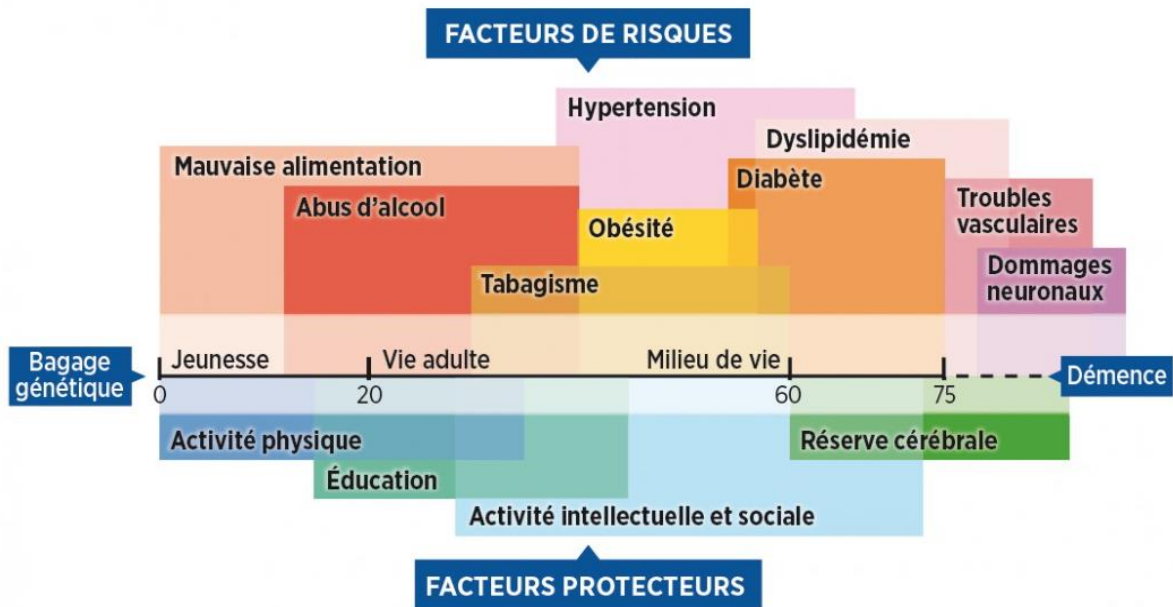 FACTEURS DE RISQUES
Hypertension
Dyslipidémie
Mauvaise alimentation
Diabète
Abus d'alcool
Troubles
vasculaires
Obésité
Dommages
neuronaux
Tabagisme
Bagage
génétique
Jeunesse
Vie adulte
Milieu de vie
Démence
0
20
60
75
Activité physique
Réserve cérébrale
Éducation
Activité intellectuelle et sociale
FACTEURS PROTECTEURS